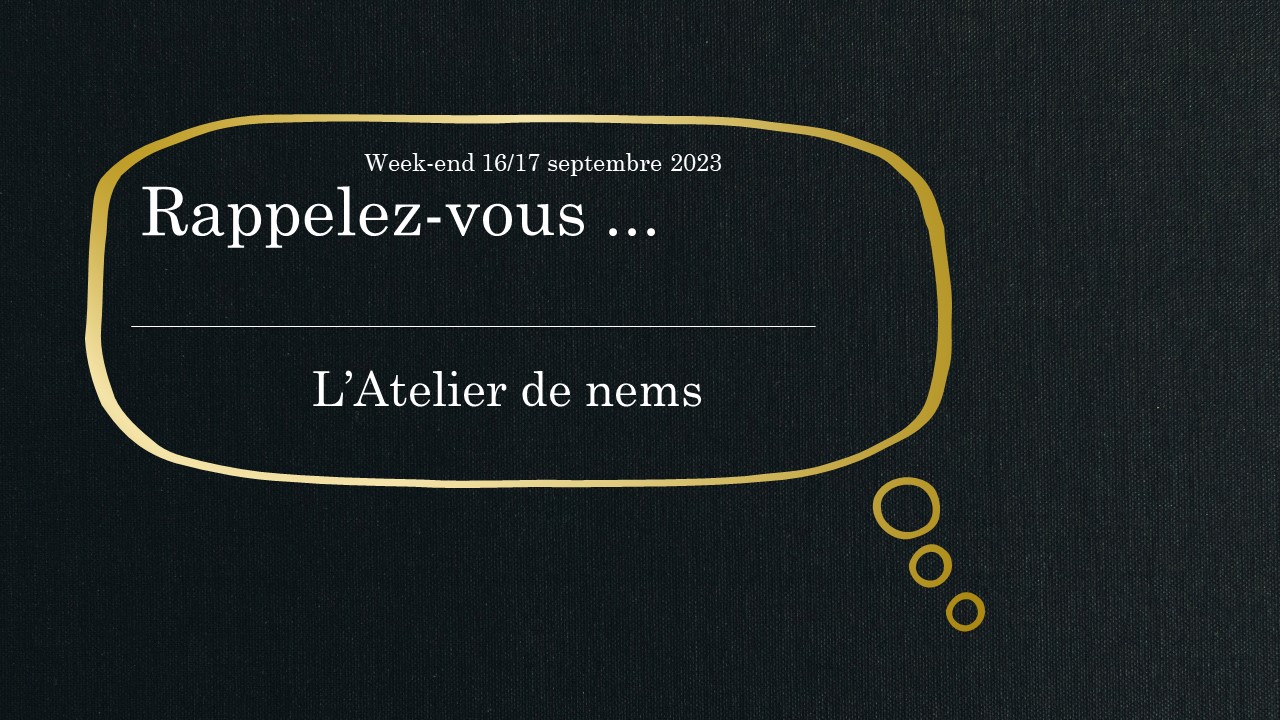 Week-end 16/17 septembre 2023
Rappelez-vous ...
L’Atelier de nems